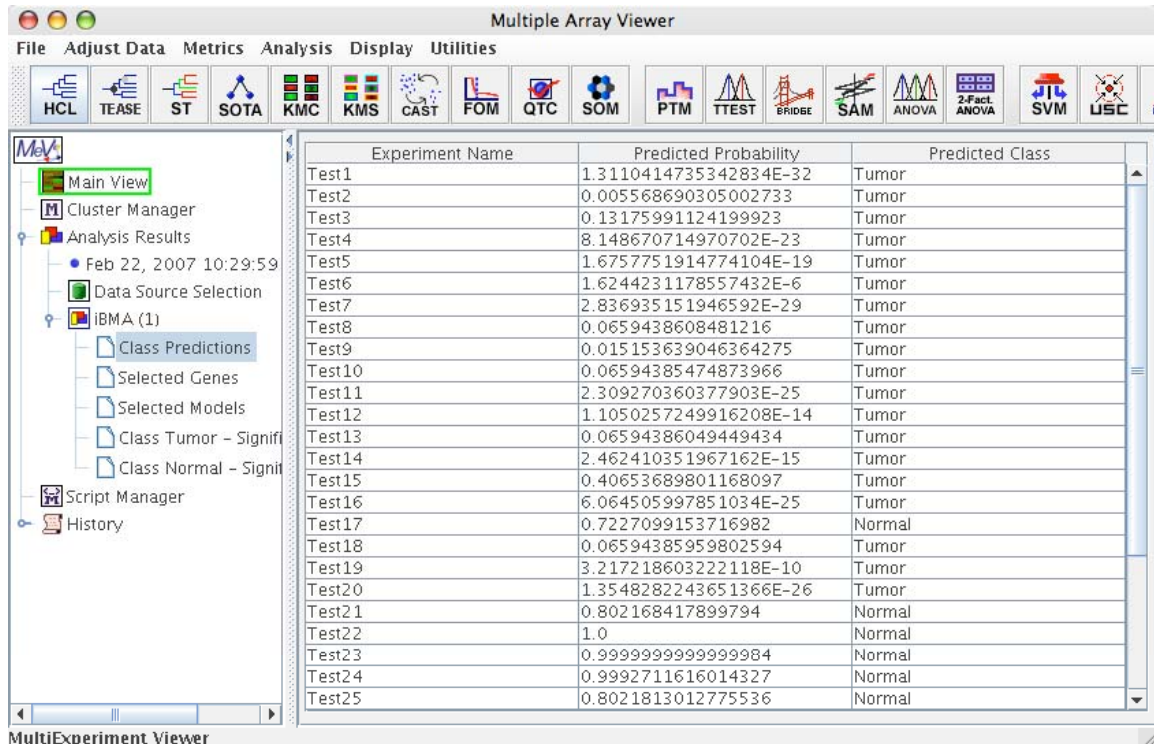 Multiple Array Viewer
File Adjust Data Metrics Analysis Display Utilities
HCL TEASE ST SOTA KMC KMS CAST FOM QTC SOM PTM TTEST BRIDGE SAM ANOVA 2-Fact. ANOVA SVM USC
MeV
Main View
Cluster Manager
Analysis Results
Feb 22, 2007 10:29:59
Data Source Selection
iBMA (1)
Class Predictions
Selected Genes
Selected Models
Class Tumor - Signifi
Class Normal - Signif
Script Manager
History
Experiment Name Predicted Probability Predicted Class
Test1 1.3110414735342834E-32 Tumor
Test2 0.005568690305002733 Tumor
Test3 0.13175991124199923 Tumor
Test4 8.148670714970702E-23 Tumor
Test5 1.6757751914774104E-19 Tumor
Test6 1.62442311178557432E-6 Tumor
Test7 2.836935151946592E-29 Tumor
Test8 0.0659438608481216 Tumor
Test9 0.015153639046364275 Tumor
Test10 0.06594385474873966 Tumor
Test11 2.309270360377903E-25 Tumor
Test12 1.1050257249916208E-14 Tumor
Test13 0.06594386049449434 Tumor
Test14 2.462410351967162E-15 Tumor
Test15 0.40653689801168097 Tumor
Test16 6.064505997851034E-25 Tumor
Test17 0.7227099153716982 Normal
Test18 0.06594385959802594 Tumor
Test19 3.217218603222118E-10 Tumor
Test20 1.3548282243651366E-26 Tumor
Test21 0.802168417899794 Normal
Test22 1.0 Normal
Test23 0.9999999999999984 Normal
Test24 0.9992711616014327 Normal
Test25 0.8021813012775536 Normal
MultiExperiment Viewer